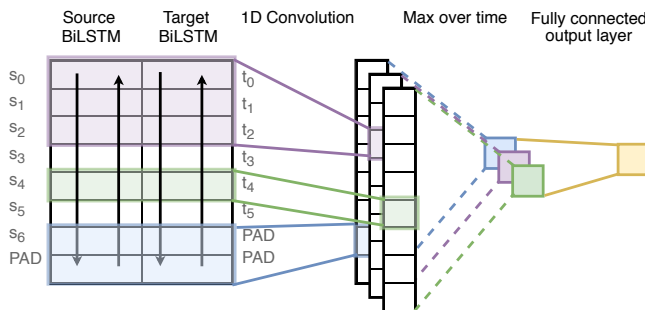 Source BiLSTM
Target BiLSTM
1D Convolution
Max over time
Fully connected output layer
s0 t0
s1 t1
s2 t2
s3 t3
s4 t4
s5 t5
s6 PAD
PAD PAD